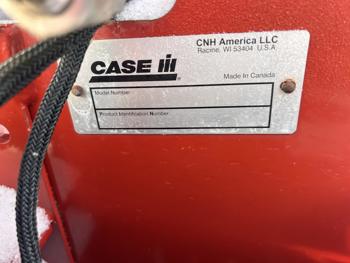 CNH America LLC
Racine, WI 53404 U.S.A
CASE IH
Made In Canada
Model Number
Product Identification Number